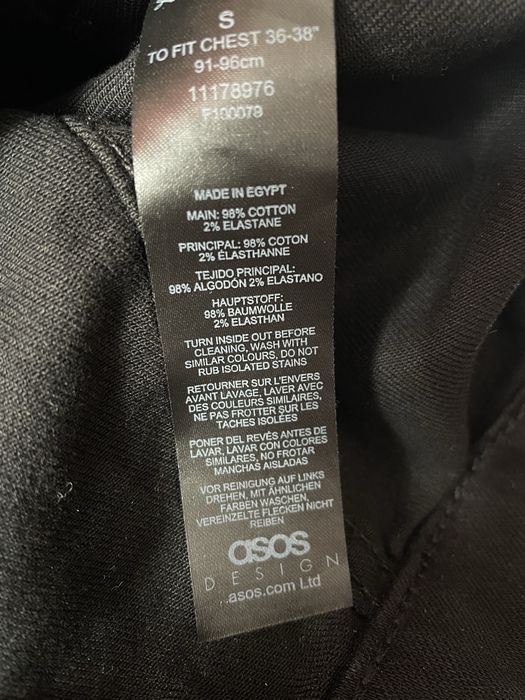 S
TO FIT CHEST 36-38"
91-96cm
11178976
F100079
MADE IN EGYPT
MAIN: 98% COTTON
2% ELASTANE
PRINCIPAL: 98% COTON
2% ÉLASTHANNE
TEJIDO PRINCIPAL:
98% ALGODÓN 2% ELASTANO
HAUPTSTOFF:
98% BAUMWOLLE
2% ELASTHAN
TURN INSIDE OUT BEFORE
CLEANING, WASH WITH
SIMILAR COLOURS, DO NOT
RUB ISOLATED STAINS
RETOURNER SUR L'ENVERS
AVANT LAVAGE, LAVER AVEC
DES COULEURS SIMILAIRES,
NE PAS FROTTER SUR LES
TACHES ISOLÉES
PONER DEL REVÉS ANTES DE
LAVAR, LAVAR CON COLORES
SIMILARES, NO FROTAR
MANCHAS AISLADAS
VOR REINIGUNG AUF LINKS
DREHEN, MIT ÄHNLICHEN
FARBEN WASCHEN,
VEREINZELTE FLECKEN NICHT
REIBEN
asos
DESIGN
.asos.com Ltd